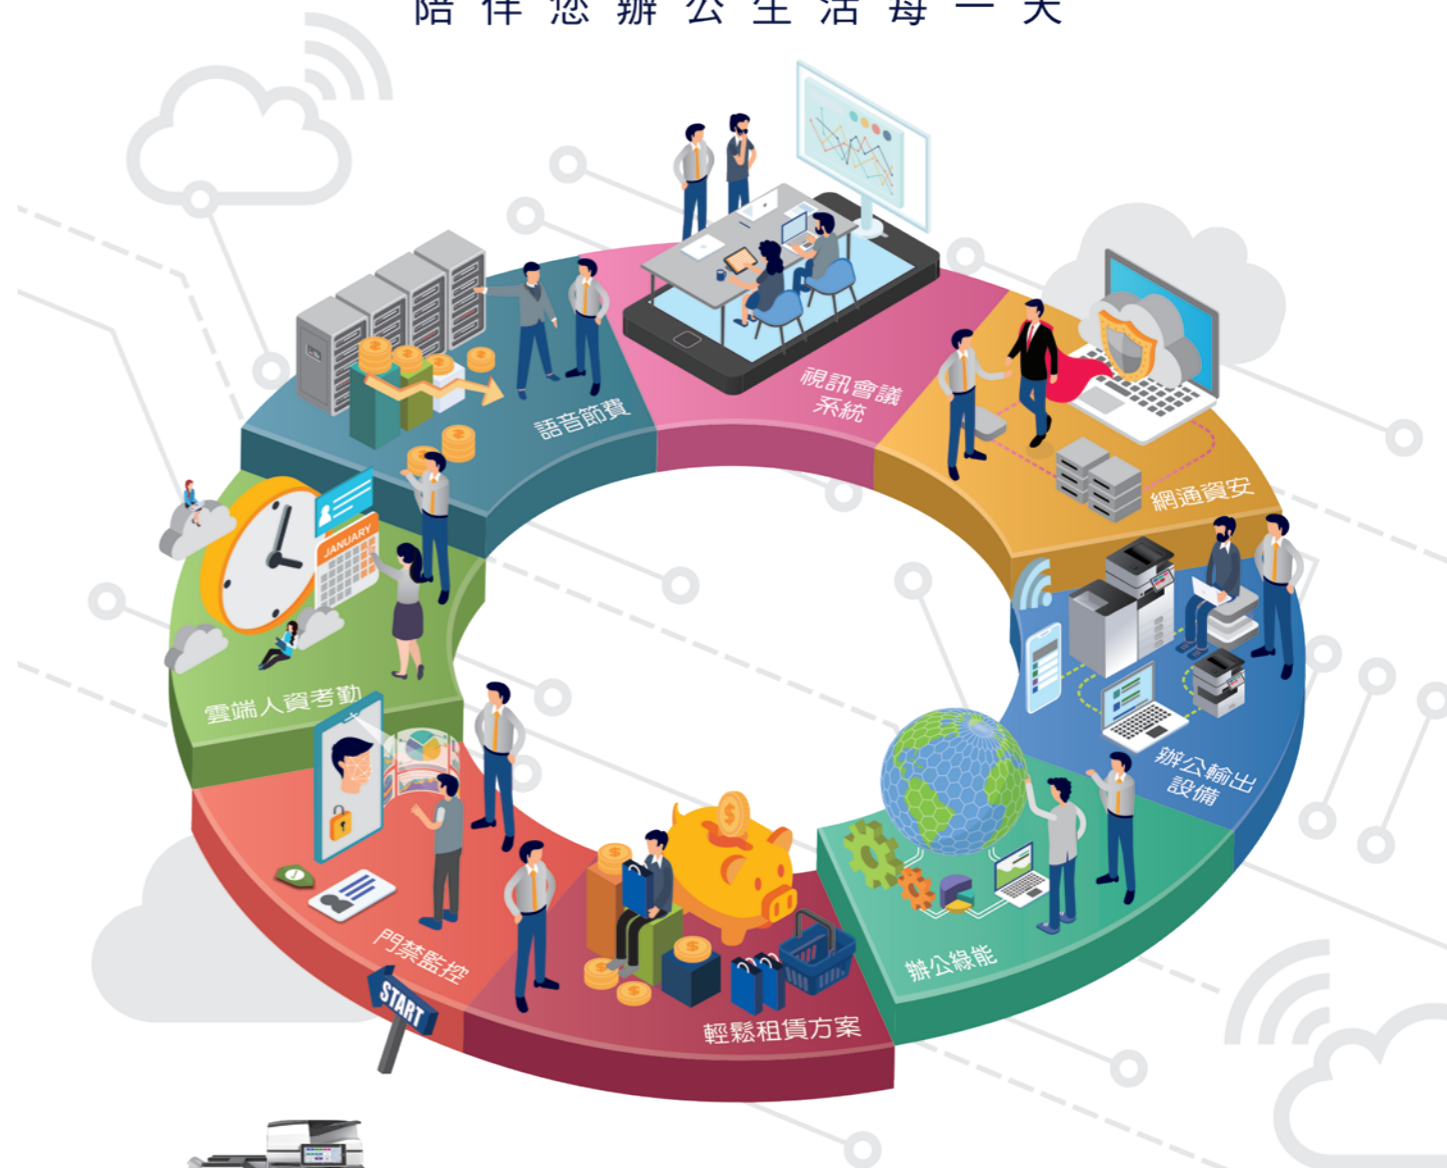 陪伴您辦公生活每一天
視訊會議
系統
語音節費
網通資安
JANUARY
雲端人資考勤
辦公輸出
設備
門禁監控
辦公綠能
START
輕鬆租賃方案